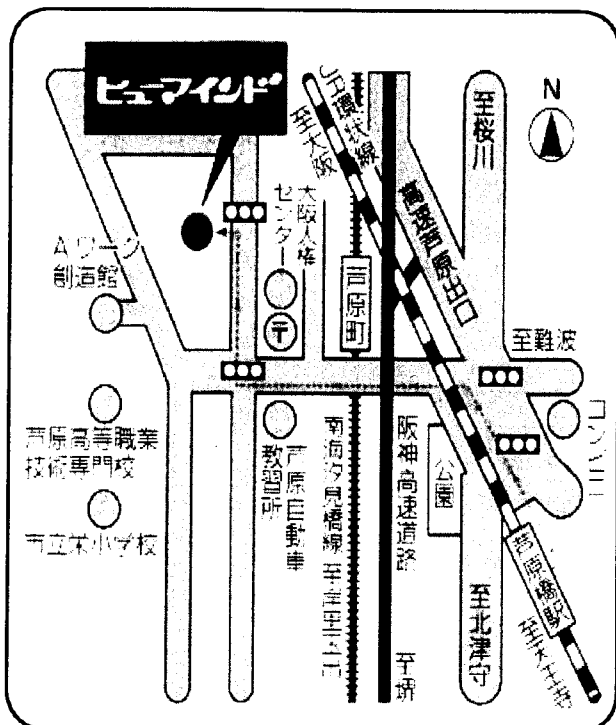 ヒューマインド
N
JR環状線
至大阪
至桜川
高速芦原出口
大阪人権
センター
芦原町
Aワーク
創造館
〒
至難波
コンビニ
芦原高等職業
技術専門校
市立栄小学校
芦原自動車
教習所
南海汐見橋線
阪神高速道路
公園
至堺
至北津守
芦原橋駅
至天王寺